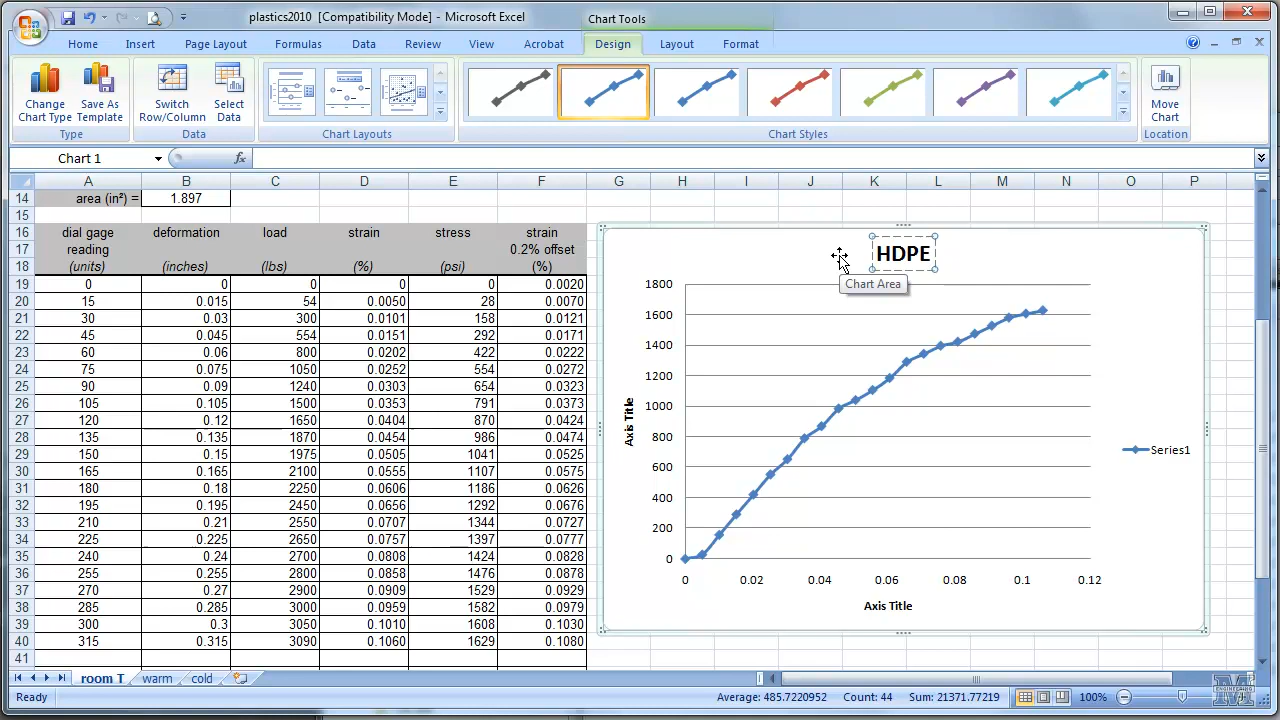 plastics2010 [Compatibility Mode] - Microsoft Excel
Chart Tools
Home Insert Page Layout Formulas Data Review View Acrobat Design Layout Format
Change Chart Type
Save As Template
Switch Row/Column
Select Data
Move Chart
Type Data Chart Layouts Chart Styles Location
Chart 1 fx
A B C D E F G H I J K L M N O P
14 area (in²) = 1.897
15
16 dial gage deformation load strain stress strain
17 reading 0.2% offset
18 (units) (inches) (lbs) (%) (psi) (%)
19 0 0 0 0 0 0.0020
20 15 0.015 54 0.0050 28 0.0070
21 30 0.03 300 0.0101 158 0.0121
22 45 0.045 554 0.0151 292 0.0171
23 60 0.06 800 0.0202 422 0.0222
24 75 0.075 1050 0.0252 554 0.0272
25 90 0.09 1240 0.0303 654 0.0323
26 105 0.105 1500 0.0353 791 0.0373
27 120 0.12 1650 0.0404 870 0.0424
28 135 0.135 1870 0.0454 986 0.0474
29 150 0.15 1975 0.0505 1041 0.0525
30 165 0.165 2100 0.0555 1107 0.0575
31 180 0.18 2250 0.0606 1186 0.0626
32 195 0.195 2450 0.0656 1292 0.0676
33 210 0.21 2550 0.0707 1344 0.0727
34 225 0.225 2650 0.0757 1397 0.0777
35 240 0.24 2700 0.0808 1424 0.0828
36 255 0.255 2800 0.0858 1476 0.0878
37 270 0.27 2900 0.0909 1529 0.0929
38 285 0.285 3000 0.0959 1582 0.0979
39 300 0.3 3050 0.1010 1608 0.1030
40 315 0.315 3090 0.1060 1629 0.1080
41
HDPE
Chart Area
1800
1600
1400
1200
1000
800
600
400
200
0
Axis Title
Series1
0 0.02 0.04 0.06 0.08 0.1 0.12
Axis Title
room T warm cold
Ready Average: 485.7220952 Count: 44 Sum: 21371.77219 100%